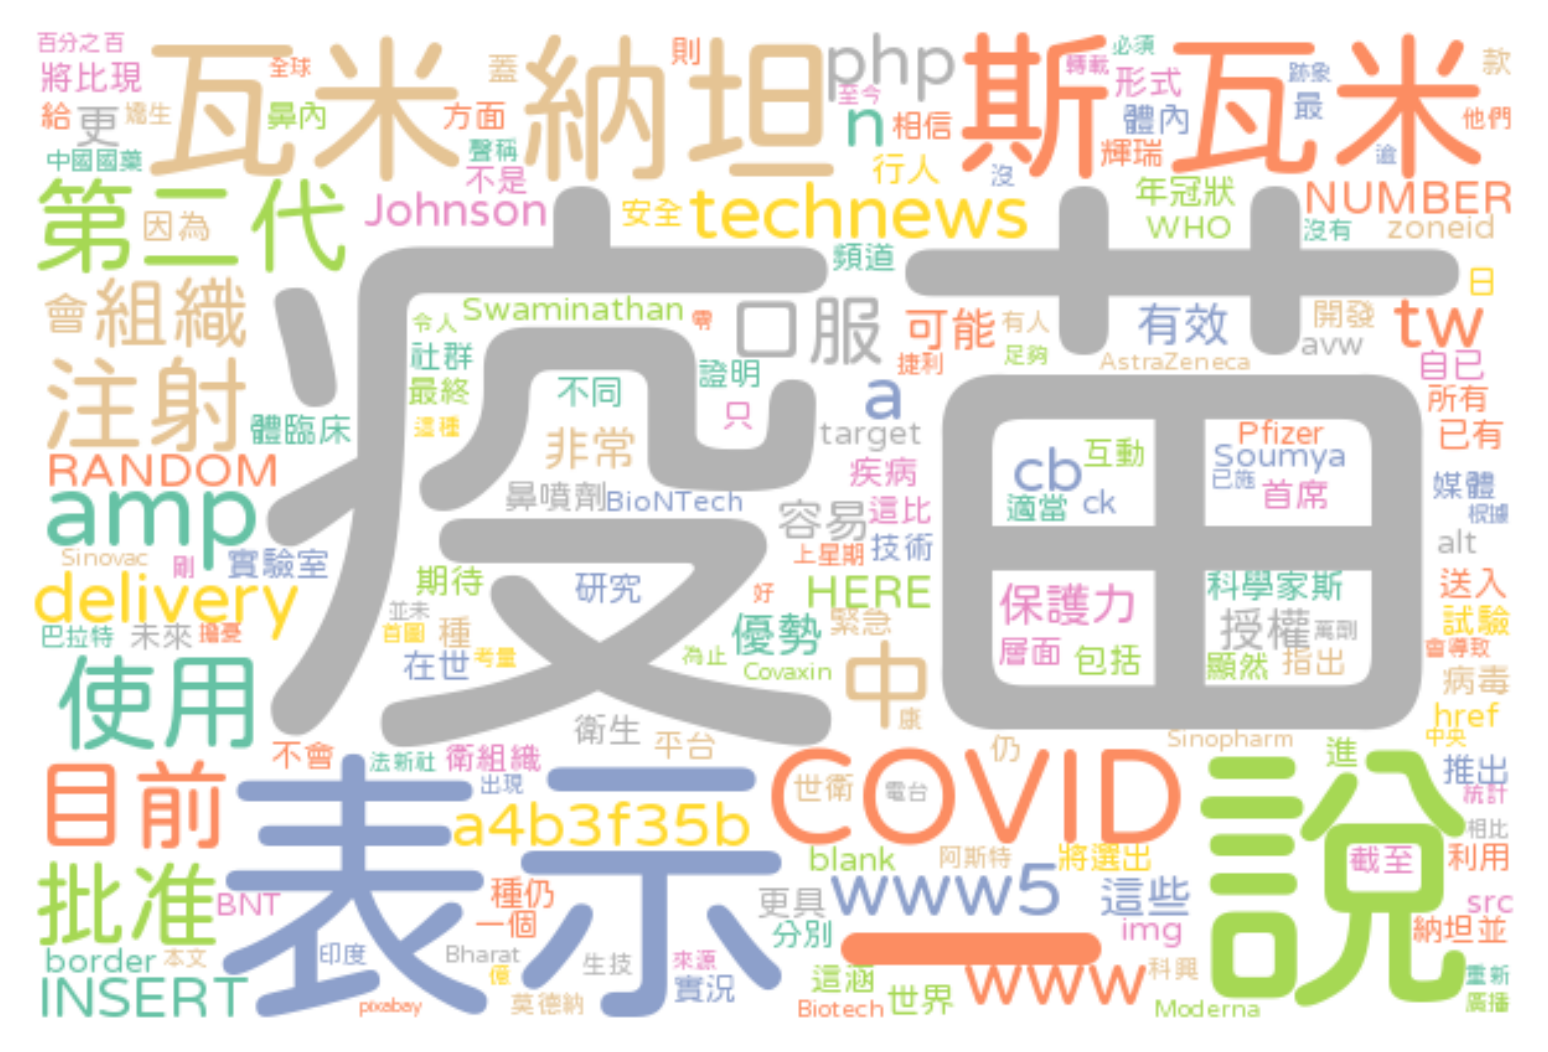 百分之百
將比現
全球
瓦米納坦
蓋
則
php
斯瓦米
轉載
必須
形式
跡象
款
給
更
嬌生
鼻內
方面
至今
n
相信
體內
最
他們
中國國藥
聲稱
不是
行人
沒
輝瑞
逾
第二代
因為
Johnson
安全
technews
年冠狀
WHO
NUMBER
沒有
zoneid
疫苗
頻道
日
會
組織
令人
Swaminathan
零
口服
可能
有人
足夠
有效
開發
avw
tw
注射
社群
最終
這種
不同
證明
只
捷利
AstraZeneca
自己
所有
已有
體臨床
非常
a
target
cb
互動
Pfizer
Soumya
已施
首席
RANDOM
amp
鼻噴劑
BioNTech
疾病
容易
這比
適當
ck
媒體
根據
Sinovac
剛
實驗室
上星期
技術
alt
delivery
期待
研究
好
HERE
保護力
科學家斯
送入
巴拉特
未來
擔憂
並未
首圖
種
優勢
緊急
授權
萬劑
試驗
會導致
使用
在世
考量
為止
Covaxin
中
康
層面
包括
顯然
指出
病毒
href
中央
衛生
平台
不會
法新社
衛組織
仍
Sinopharm
進
目前
表示
出現
COVID
世衛
電台
說
推出
統計
a4b3f35b
相比
批准
BNT
種仍
一個
blank
阿斯特
將選出
截至
利用
更具
www5
這些
src
分別
一
img
納坦並
border
本文
印度
Bharat
億
生技
來源
實況
這涵
www
科興
重新
INSERT
pixabay
莫德納
Biotech
世界
Moderna
廣播